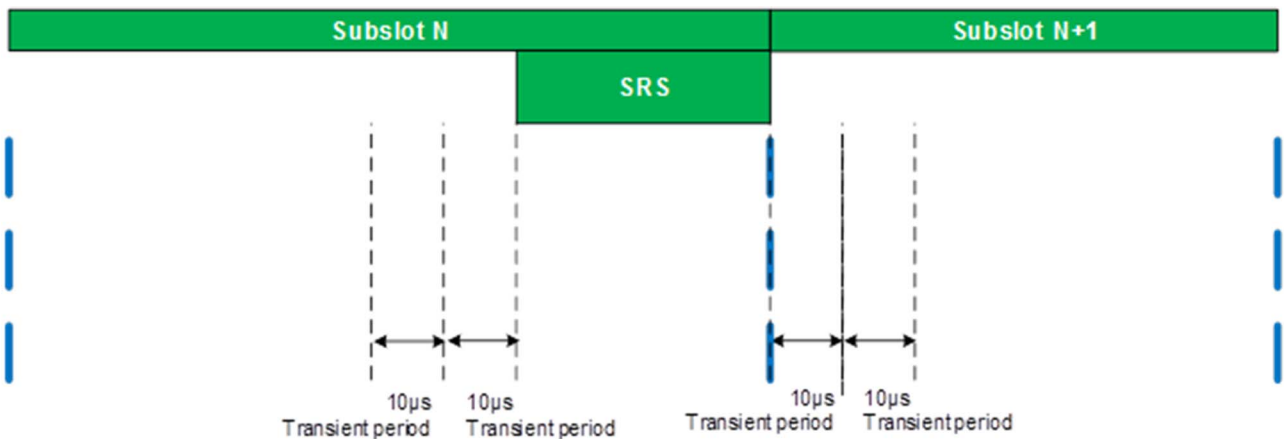 Subslot N
Subslot N+1
SRS
10µs
Transient period
10µs
Transient period
10µs
Transient period
10µs
Transient period